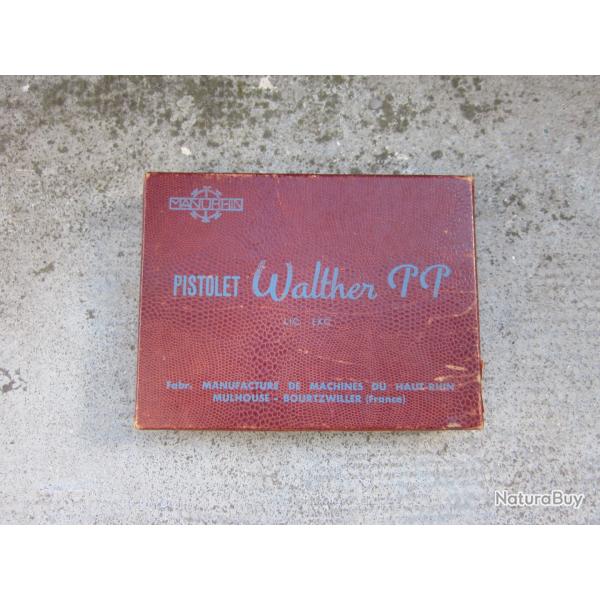 MANURHIN
PISTOLET Walther PP
LIC. EXC.
Fabr. MANUFACTURE DE MACHINES DU HAUT-RHIN
MULHOUSE - BOURTZWILLER (France)
NaturaBuy